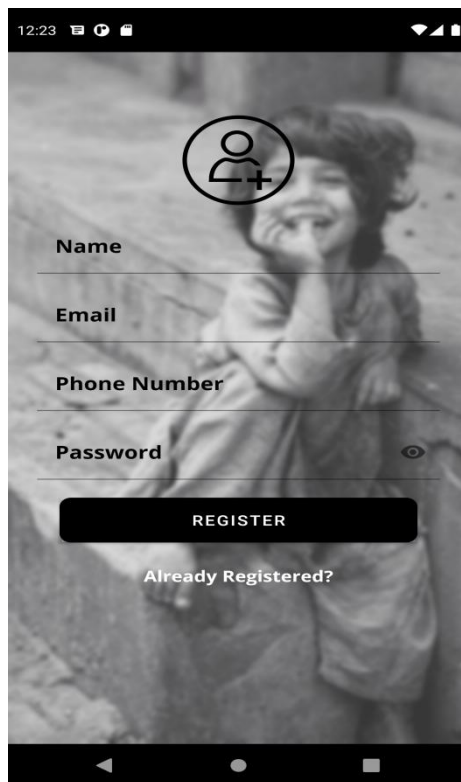 12:23
Name
Email
Phone Number
Password
REGISTER
Already Registered?